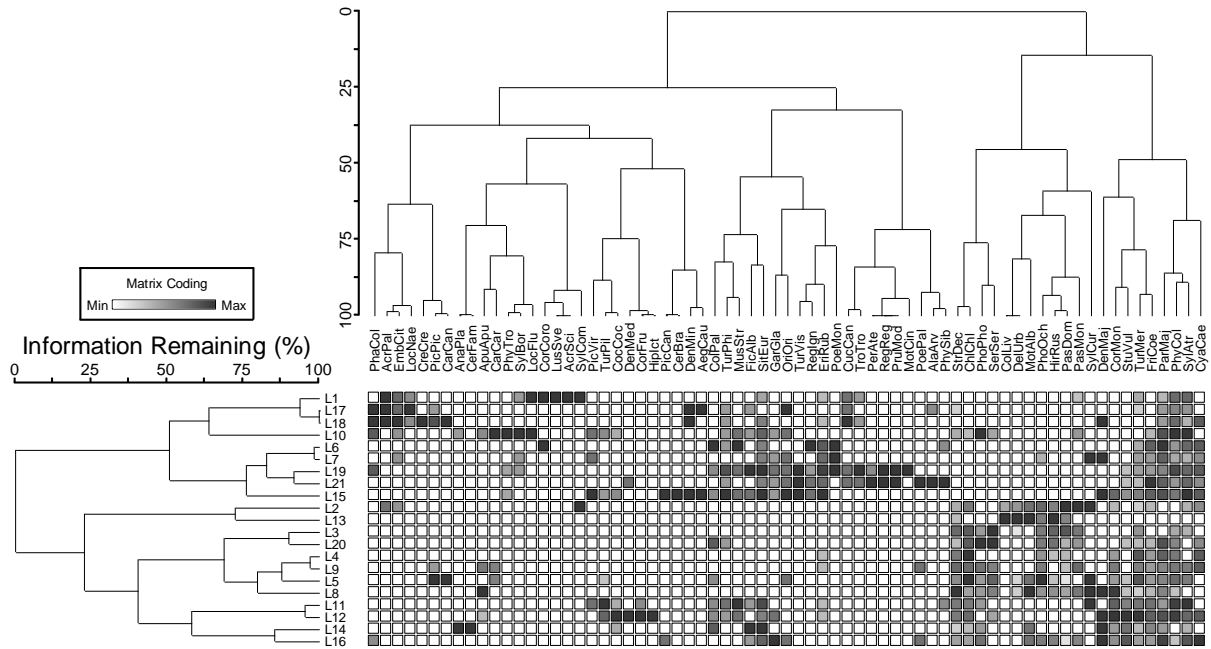 0
25
50
75
100
PhaCol
AcrPal
EmbCit
LocNae
CreCre
PicPic
CarCan
AnaPla
CerFam
ApuApu
CarCar
PhyTro
SylBor
LocFlu
CorCoro
LusSve
AcrSci
SylCom
PicVir
TurPil
CocCoc
DenMed
CorFru
HipIct
PicCan
CerBra
DenMin
AegCau
ColPal
TurPhi
MusStr
FicAlb
SitEur
GarGla
OriOri
TurVis
RegIgn
EriRub
PoeMon
CucCan
TroTro
PerAte
RegReg
PruMod
MotCin
PoePal
AlaArv
PhySib
StrDec
ChlChl
PhoPho
SerSer
ColLiv
DelUrb
MotAlb
PhoOch
HirRus
PasDom
PasMon
SylCur
DenMaj
CorMon
StuVul
TurMer
FriCoe
ParMaj
PhyCol
SylAtr
CyaCae
Matrix Coding
Min Max
Information Remaining (%)
0 25 50 75 100
L1
L17
L18
L10
L6
L7
L19
L21
L15
L2
L13
L3
L20
L4
L9
L5
L8
L11
L12
L14
L16